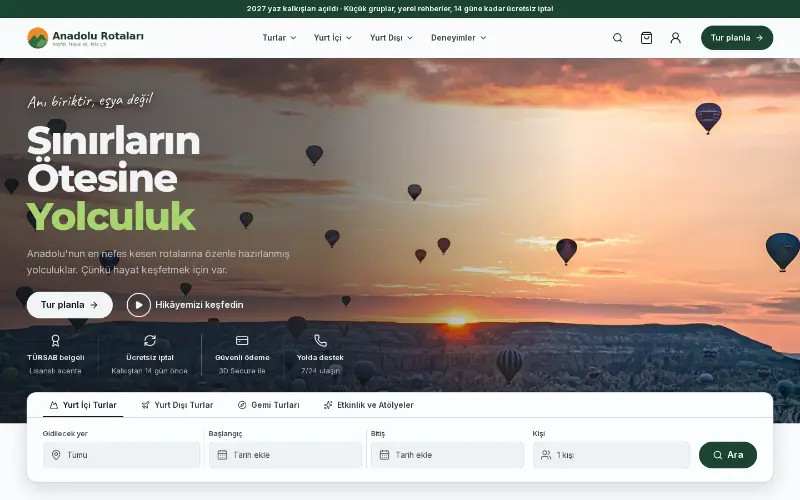 2027 yaz kalkışları açıldı · Küçük gruplar, yerel rehberler, 14 güne kadar ücretsiz iptal
Anadolu Rotaları
Turlar
Yurt İçi
Yurt Dışı
Deneyimler
Tur planla
Anı biriktir, eşya değil
Sınırların
Ötesine
Yolculuk
Anadolu'nun en nefes kesen rotalarına özenle hazırlanmış
yolculuklar. Çünkü hayat keşfetmek için var.
Tur planla
Hikâyemizi keşfedin
TÜRSAB belgeli
Lisanslı acente
Ücretsiz iptal
Kalkıştan 14 gün önce
Güvenli ödeme
3D Secure ile
Yolda destek
7/24 ulaşın
Yurt İçi Turlar
Yurt Dışı Turlar
Gemi Turları
Etkinlik ve Atölyeler
Gidilecek yer
Tümü
Başlangıç
Tarih ekle
Bitiş
Tarih ekle
Kişi
1 kişi
Ara